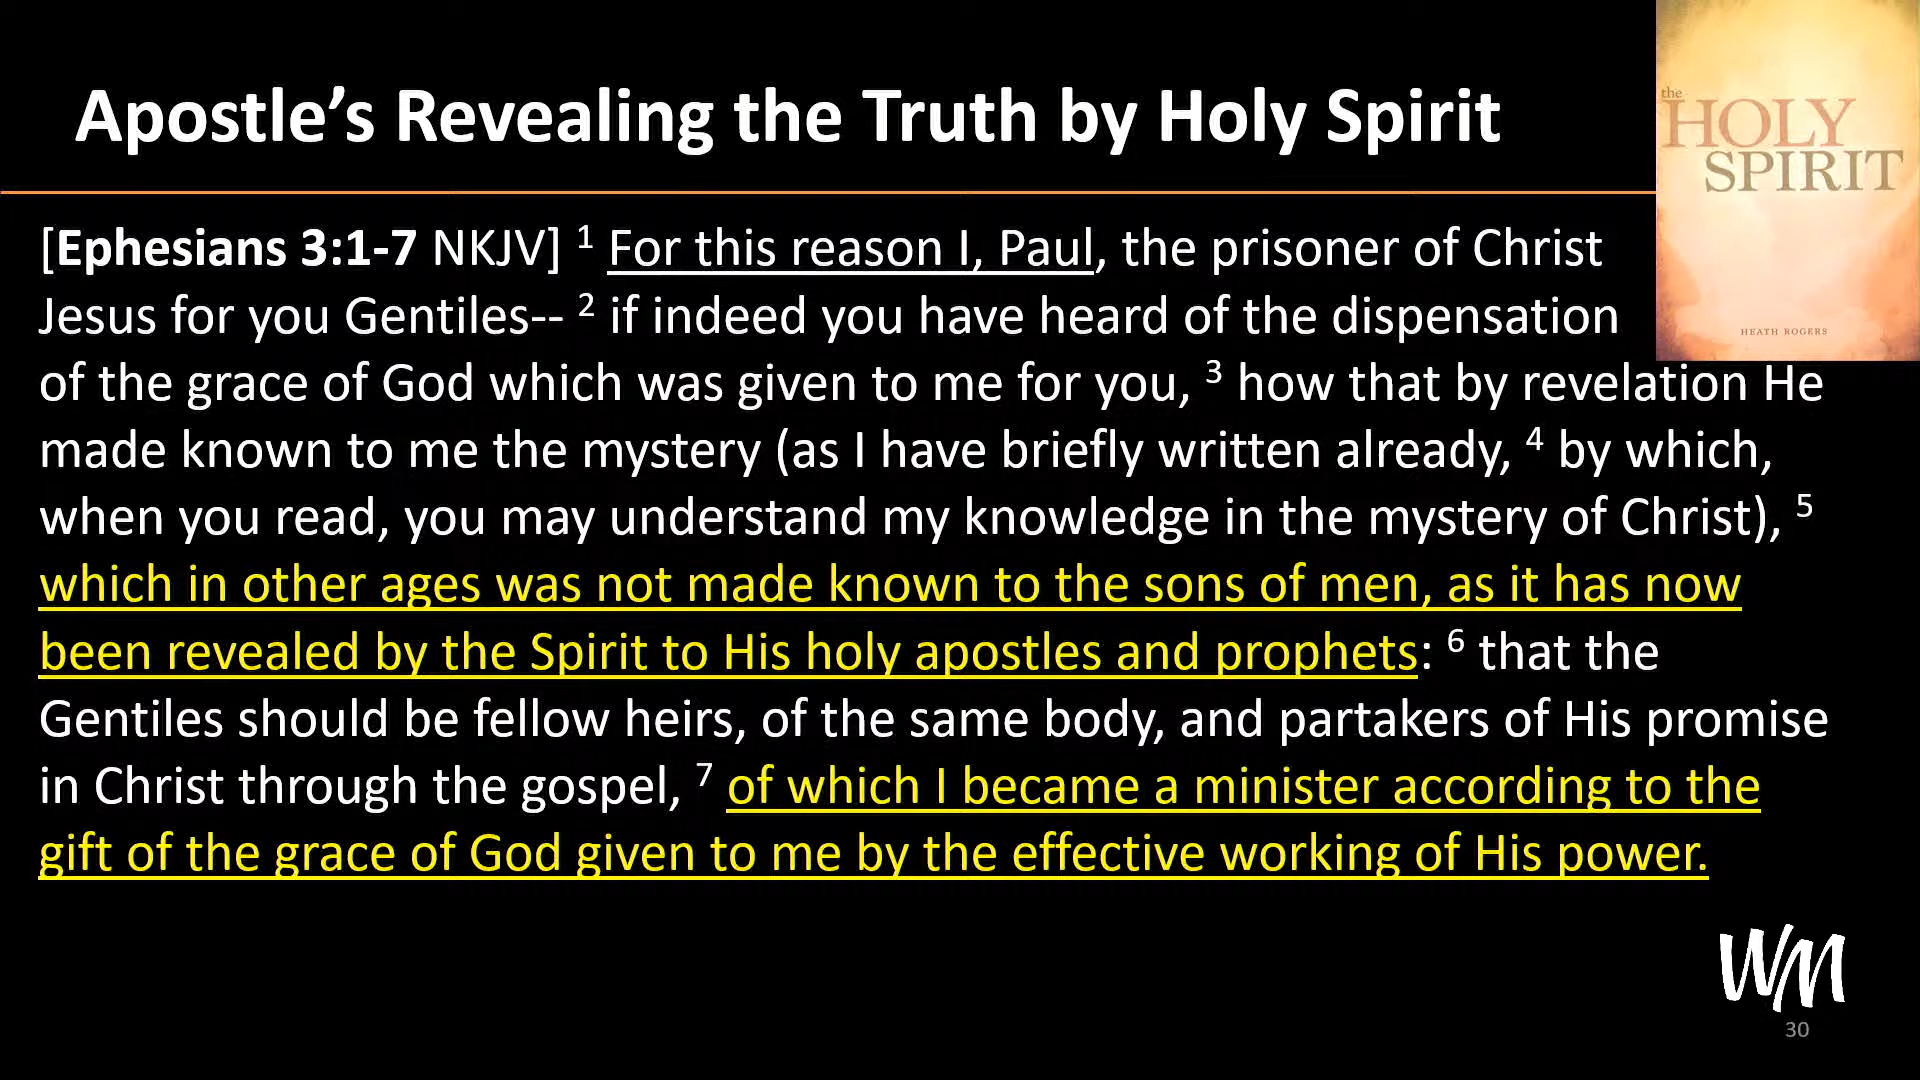 Apostle’s Revealing the Truth by Holy Spirit
the
HOLY
SPIRIT
HEATH ROGERS
[Ephesians 3:1-7 NKJV] 1 For this reason I, Paul, the prisoner of Christ
Jesus for you Gentiles-- 2 if indeed you have heard of the dispensation
of the grace of God which was given to me for you, 3 how that by revelation He
made known to me the mystery (as I have briefly written already, 4 by which,
when you read, you may understand my knowledge in the mystery of Christ), 5
which in other ages was not made known to the sons of men, as it has now
been revealed by the Spirit to His holy apostles and prophets: 6 that the
Gentiles should be fellow heirs, of the same body, and partakers of His promise
in Christ through the gospel, 7 of which I became a minister according to the
gift of the grace of God given to me by the effective working of His power.
WM
30